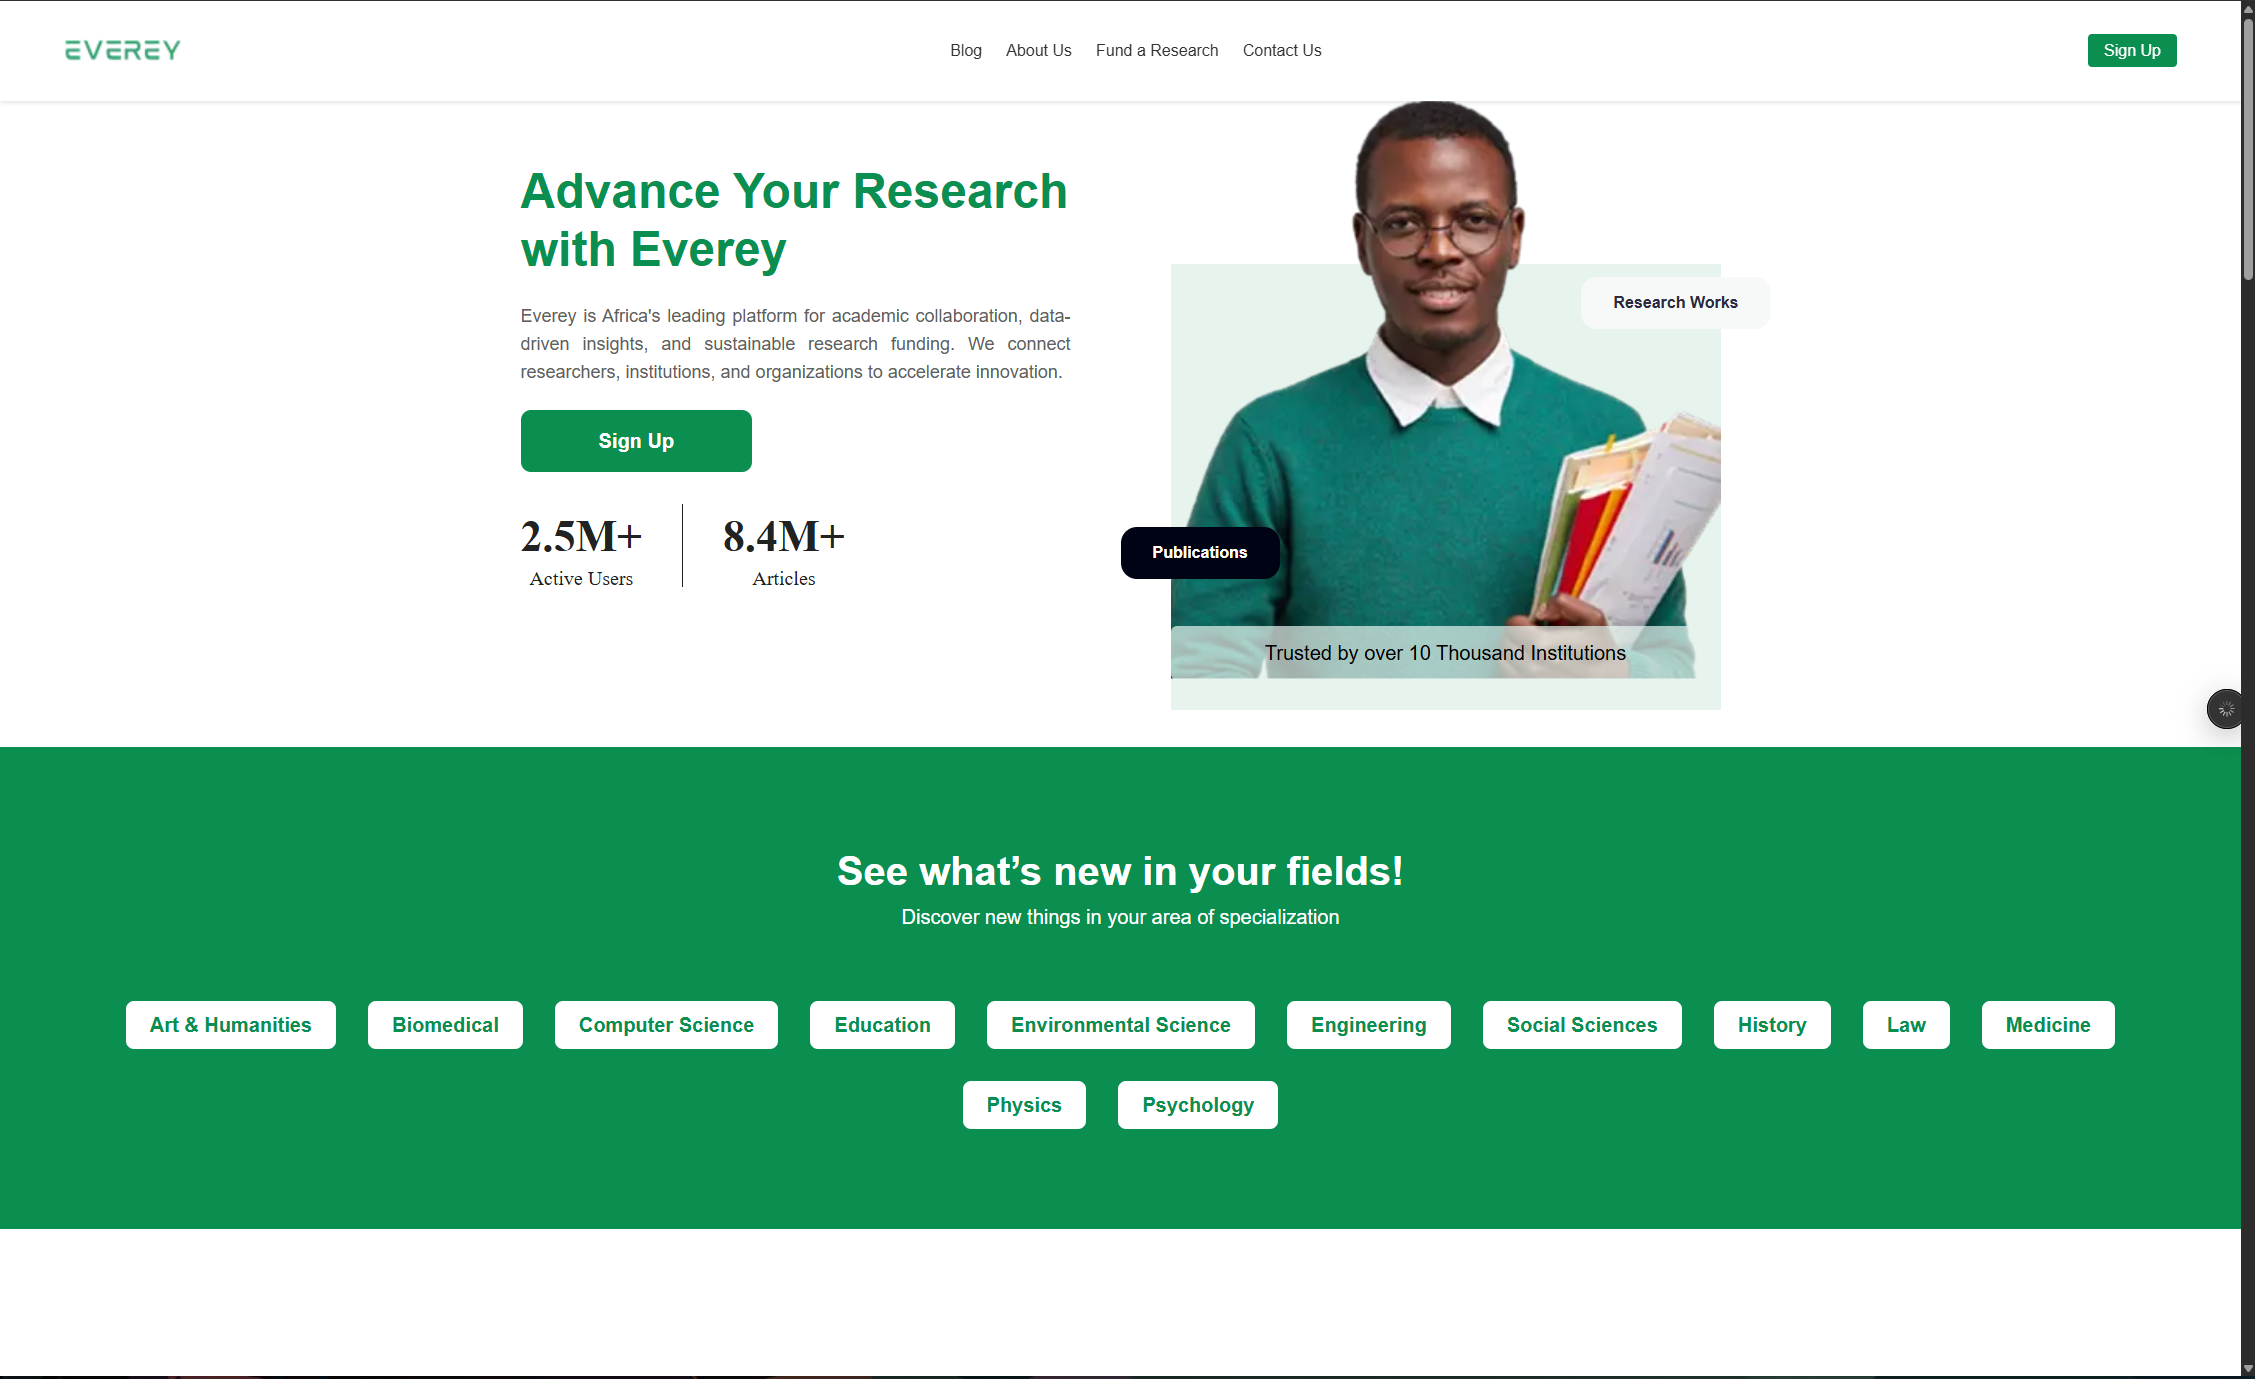 EVEREY
Blog About Us Fund a Research Contact Us
Sign Up
Advance Your Research
with Everey
Everey is Africa's leading platform for academic collaboration, data-
driven insights, and sustainable research funding. We connect
researchers, institutions, and organizations to accelerate innovation.
Sign Up
2.5M+
Active Users
8.4M+
Articles
Research Works
Publications
Trusted by over 10 Thousand Institutions
See what’s new in your fields!
Discover new things in your area of specialization
Art & Humanities Biomedical Computer Science Education Environmental Science Engineering Social Sciences History Law Medicine
Physics Psychology